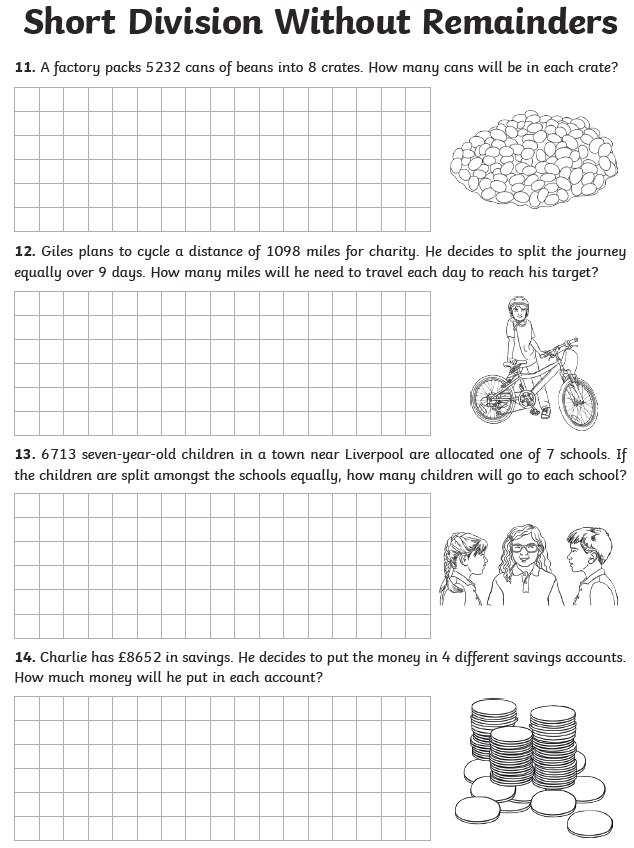 Short Division Without Remainders
11. A factory packs 5232 cans of beans into 8 crates. How many cans will be in each crate?
12. Giles plans to cycle a distance of 1098 miles for charity. He decides to split the journey
equally over 9 days. How many miles will he need to travel each day to reach his target?
13. 6713 seven-year-old children in a town near Liverpool are allocated one of 7 schools. If
the children are split amongst the schools equally, how many children will go to each school?
14. Charlie has £8652 in savings. He decides to put the money in 4 different savings accounts.
How much money will he put in each account?